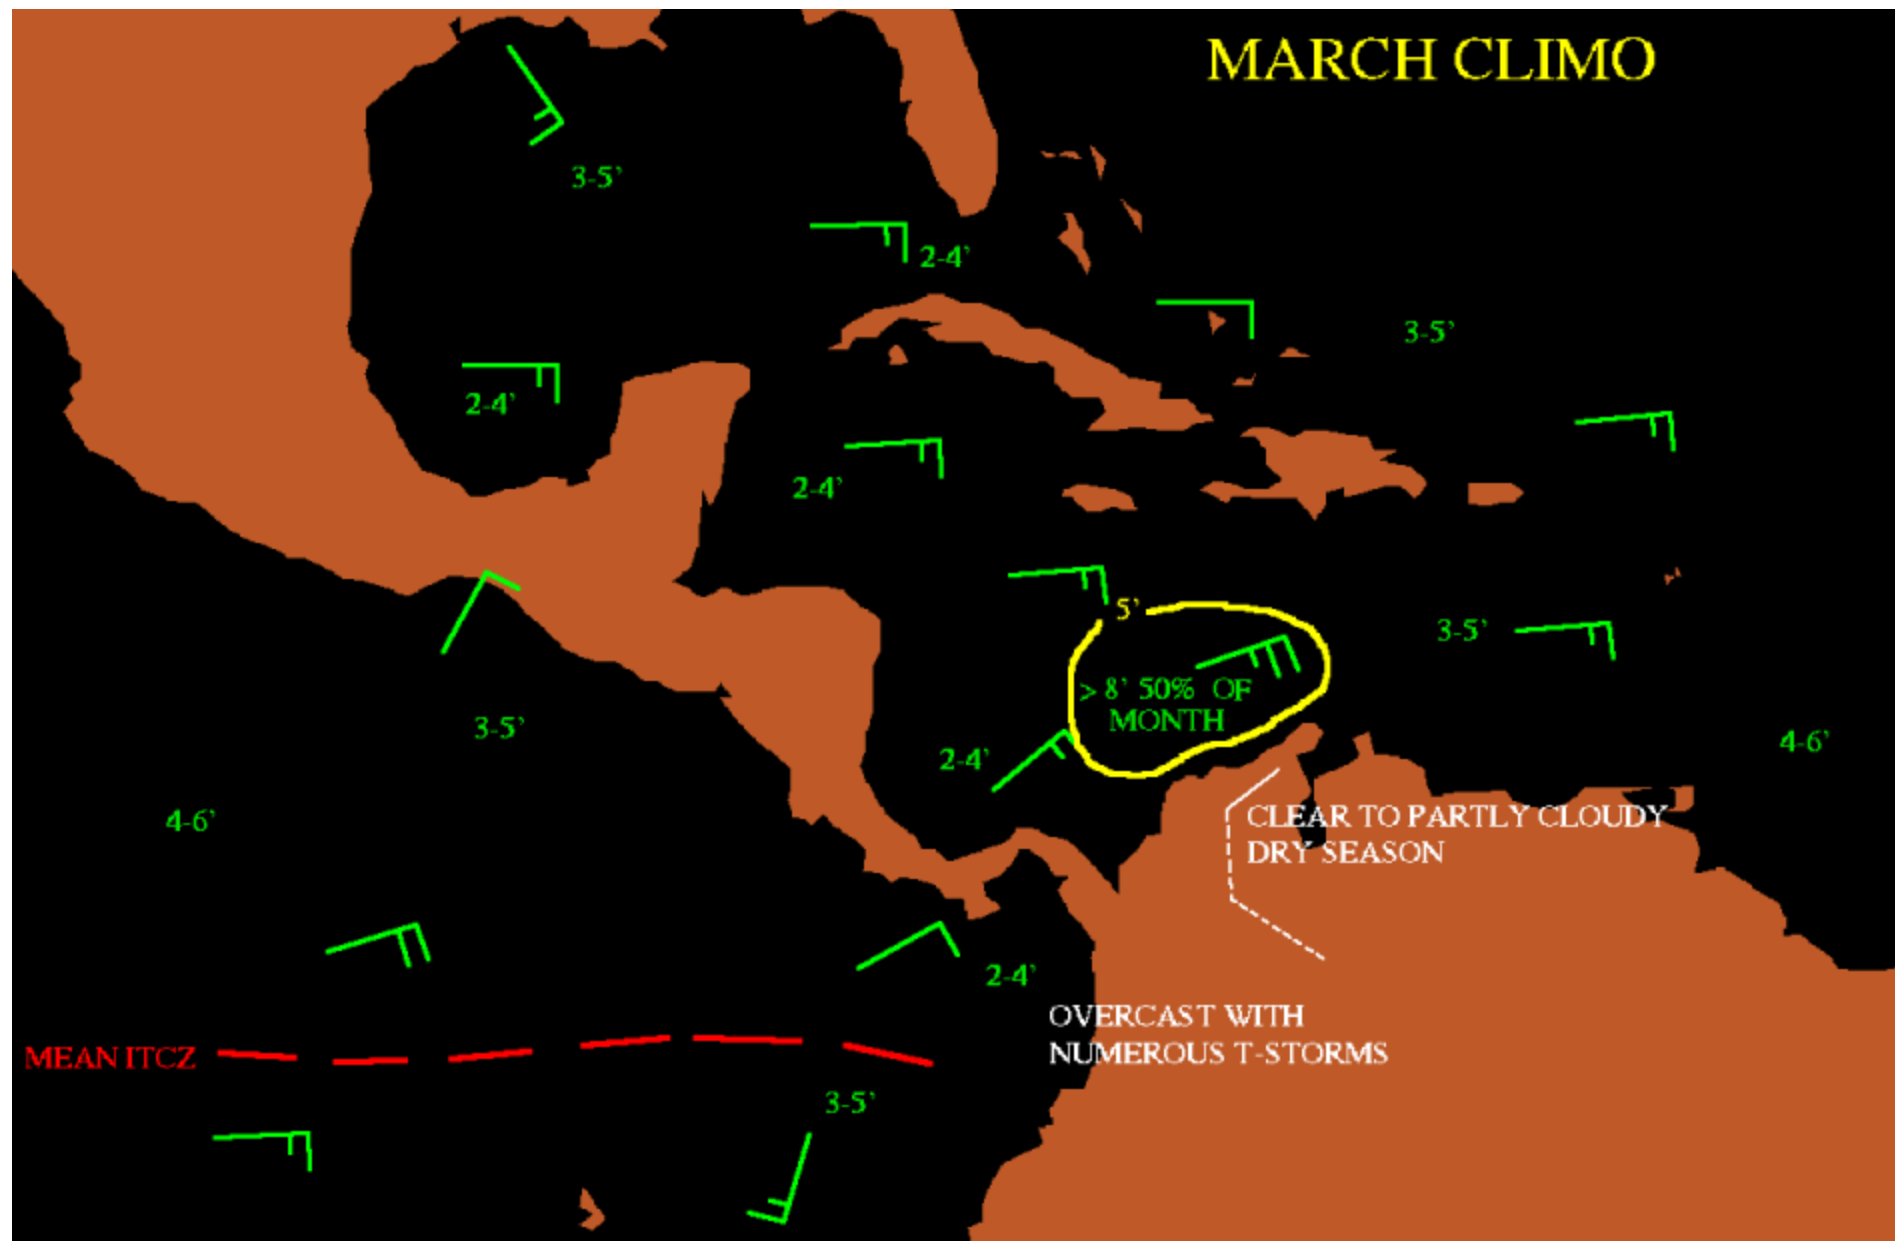 MARCH CLIMO
3-5'
2-4'
3-5'
2-4'
2-4'
5'
3-5'
> 8' 50% OF
MONTH
3-5'
2-4'
4-6'
4-6'
CLEAR TO PARTLY CLOUDY
DRY SEASON
2-4'
OVERCAST WITH
NUMEROUS T-STORMS
MEAN ITCZ
3-5'